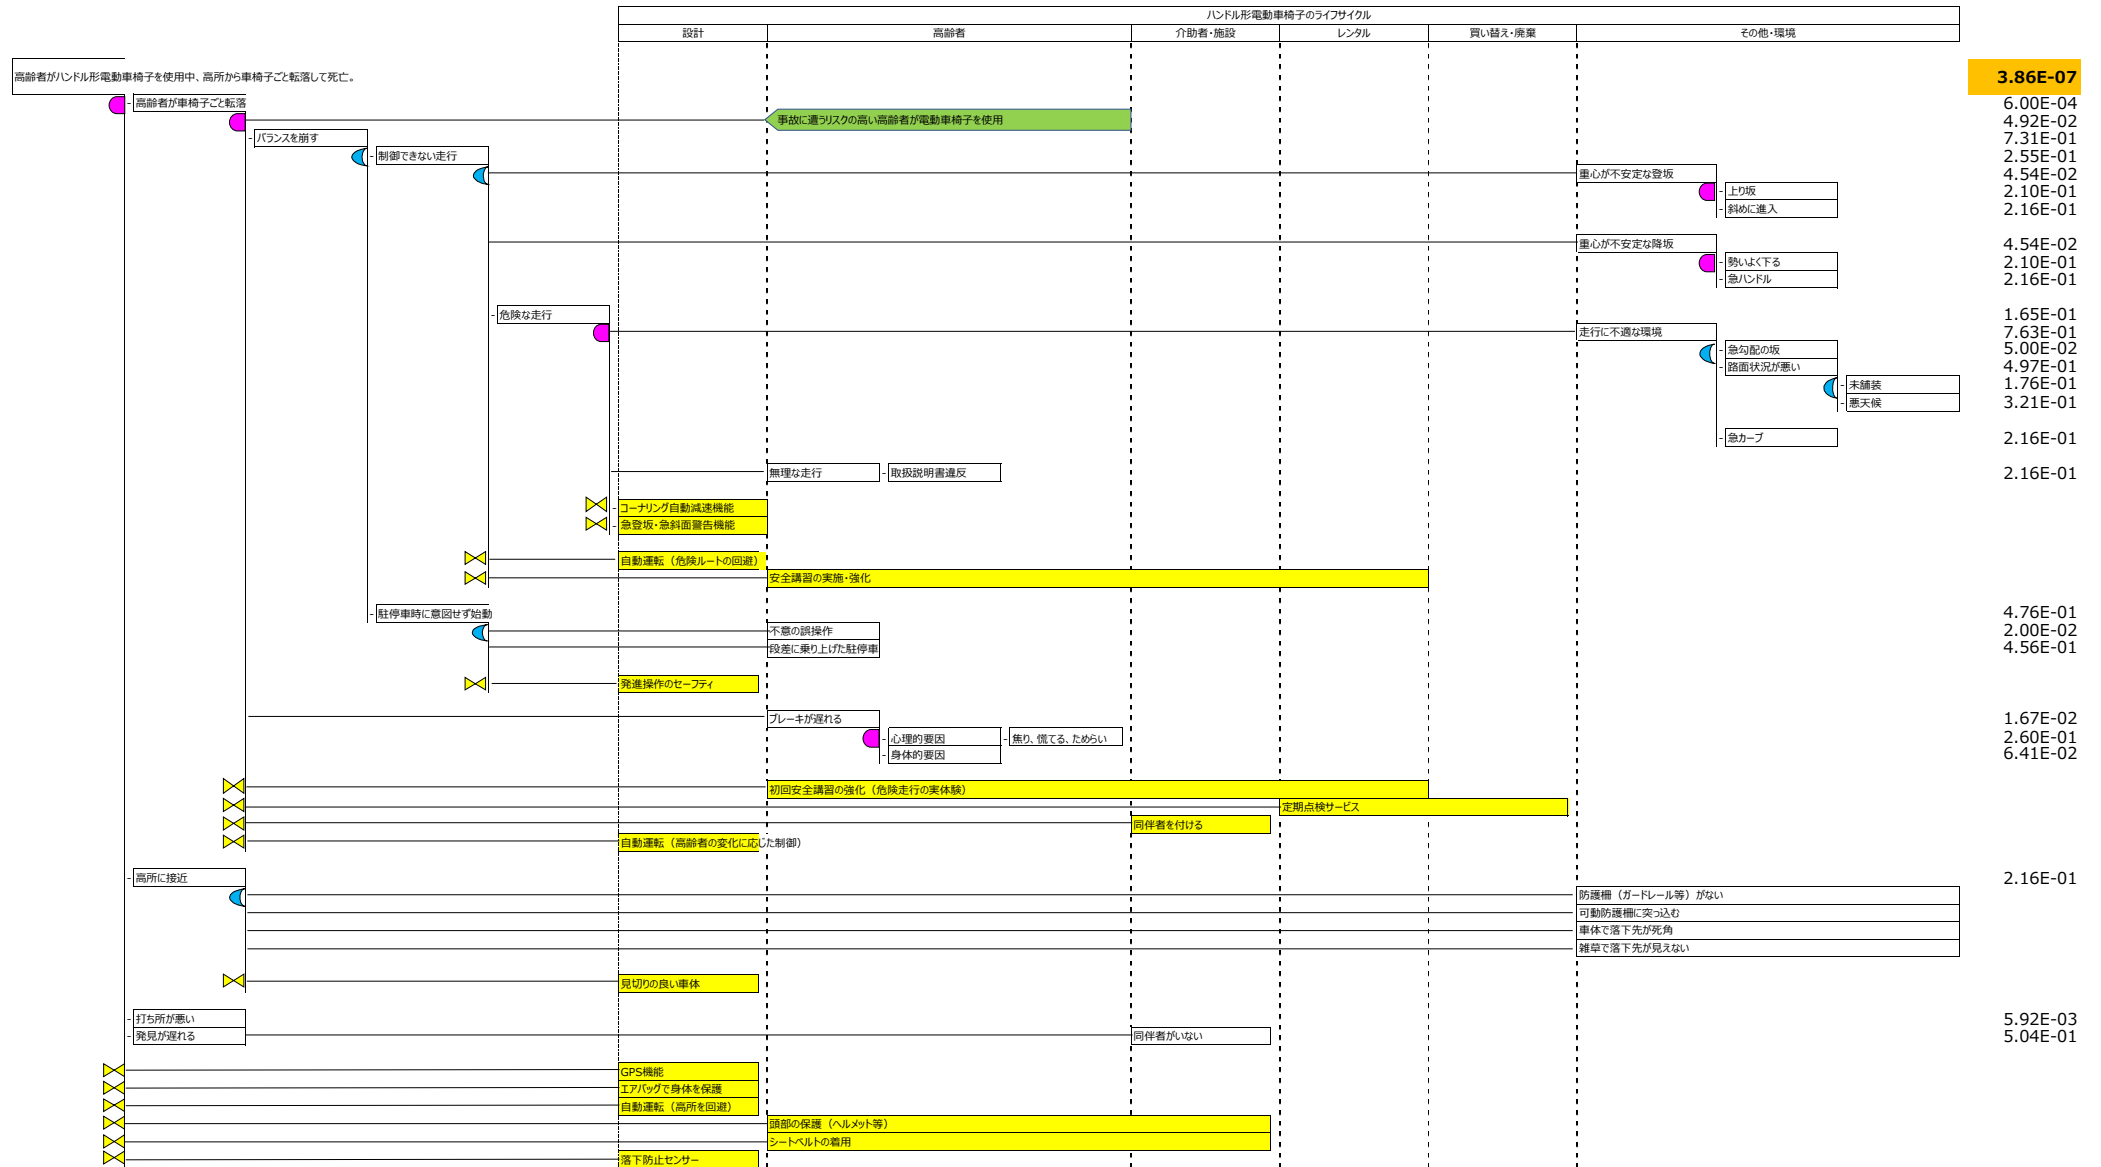 ハンドル形電動車椅子のライフサイクル
設計 高齢者 介助者・施設 レンタル 買い替え・廃棄 その他・環境
高齢者がハンドル形電動車椅子を使用中、高所から車椅子ごと転落して死亡。 3.86E-07
高齢者が車椅子ごと転落 6.00E-04
事故に遭うリスクの高い高齢者が電動車椅子を使用 4.92E-02
バランスを崩す 7.31E-01
制御できない走行 2.55E-01
重心が不安定な登坂 4.54E-02
上り坂 2.10E-01
斜めに進入 2.16E-01
重心が不安定な降坂 4.54E-02
勢いよく下る 2.10E-01
急ハンドル 2.16E-01
危険な走行 1.65E-01
走行に不適な環境 7.63E-01
急勾配の坂 5.00E-02
路面状況が悪い 4.97E-01
未舗装 1.76E-01
悪天候 3.21E-01
急カーブ 2.16E-01
無理な走行 取扱説明書違反 2.16E-01
コーナリング自動減速機能
急登坂・急斜面警告機能
自動運転（危険ルートの回避）
安全講習の実施・強化
駐停車時に意図せず始動 4.76E-01
不意の誤操作 2.00E-02
段差に乗り上げた駐停車 4.56E-01
発進操作のセーフティ
ブレーキが遅れる 1.67E-02
心理的要因 焦り、慌てる、ためらい 2.60E-01
身体的要因 6.41E-02
初回安全講習の強化（危険走行の実体験）
定期点検サービス
同伴者を付ける
自動運転（高齢者の変化に応じた制御）
高所に接近 2.16E-01
防護柵（ガードレール等）がない
可動防護柵に突っ込む
車体で落下先が死角
雑草で落下先が見えない
見切りの良い車体
打ち所が悪い 5.92E-03
発見が遅れる 同伴者がいない 5.04E-01
GPS機能
エアバッグで身体を保護
自動運転（高所を回避）
頭部の保護（ヘルメット等）
シートベルトの着用
落下防止センサー